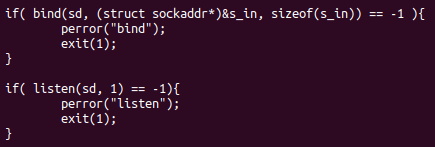 if( bind(sd, (struct sockaddr*)&s_in, sizeof(s_in)) == -1 ){
        perror("bind");
        exit(1);
}

if( listen(sd, 1) == -1){
        perror("listen");
        exit(1);
}